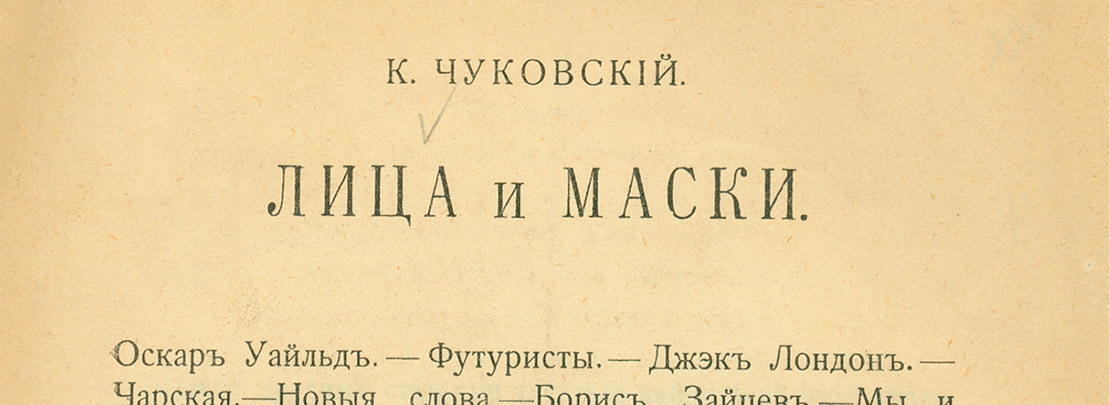 К. ЧУКОВСКІЙ.
ЛИЦА и МАСКИ.
Оскаръ Уайльдъ. — Футуристы. — Джэкъ Лондонъ. —
Чарская.—Новыя слова.—Борисъ Зайцевъ.—Мы и